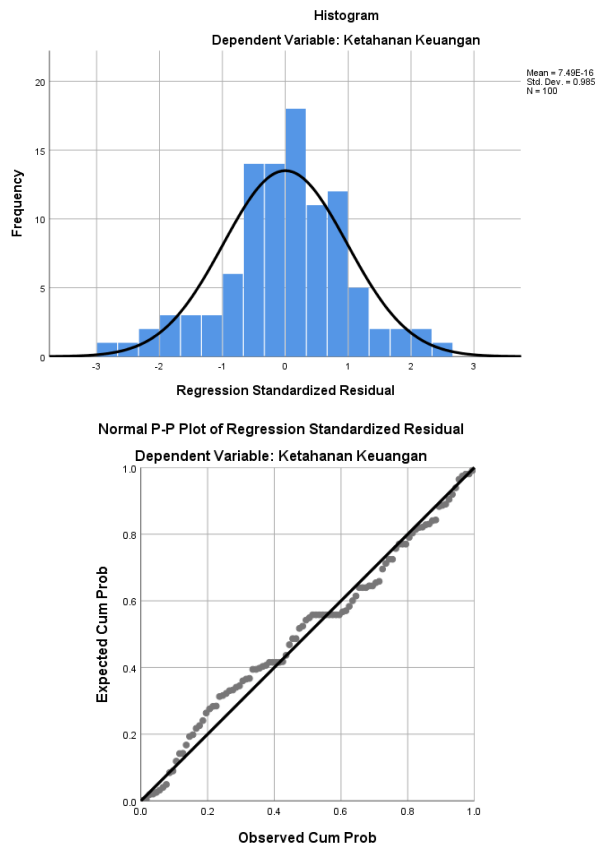 Histogram
Dependent Variable: Ketahanan Keuangan
Mean = 7.49E-16
Std. Dev. = 0.985
N = 100
20
15
10
5
0
Frequency
-3 -2 -1 0 1 2 3
Regression Standardized Residual
Normal P-P Plot of Regression Standardized Residual
Dependent Variable: Ketahanan Keuangan
1.0
0.8
0.6
0.4
0.2
0.0
Expected Cum Prob
0.0 0.2 0.4 0.6 0.8 1.0
Observed Cum Prob